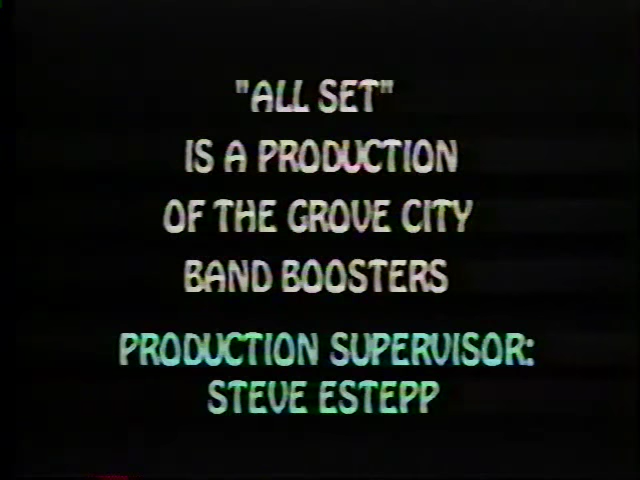 "ALL SET"
IS A PRODUCTION
OF THE GROVE CITY
BAND BOOSTERS
PRODUCTION SUPERVISOR:
STEVE ESTEPP